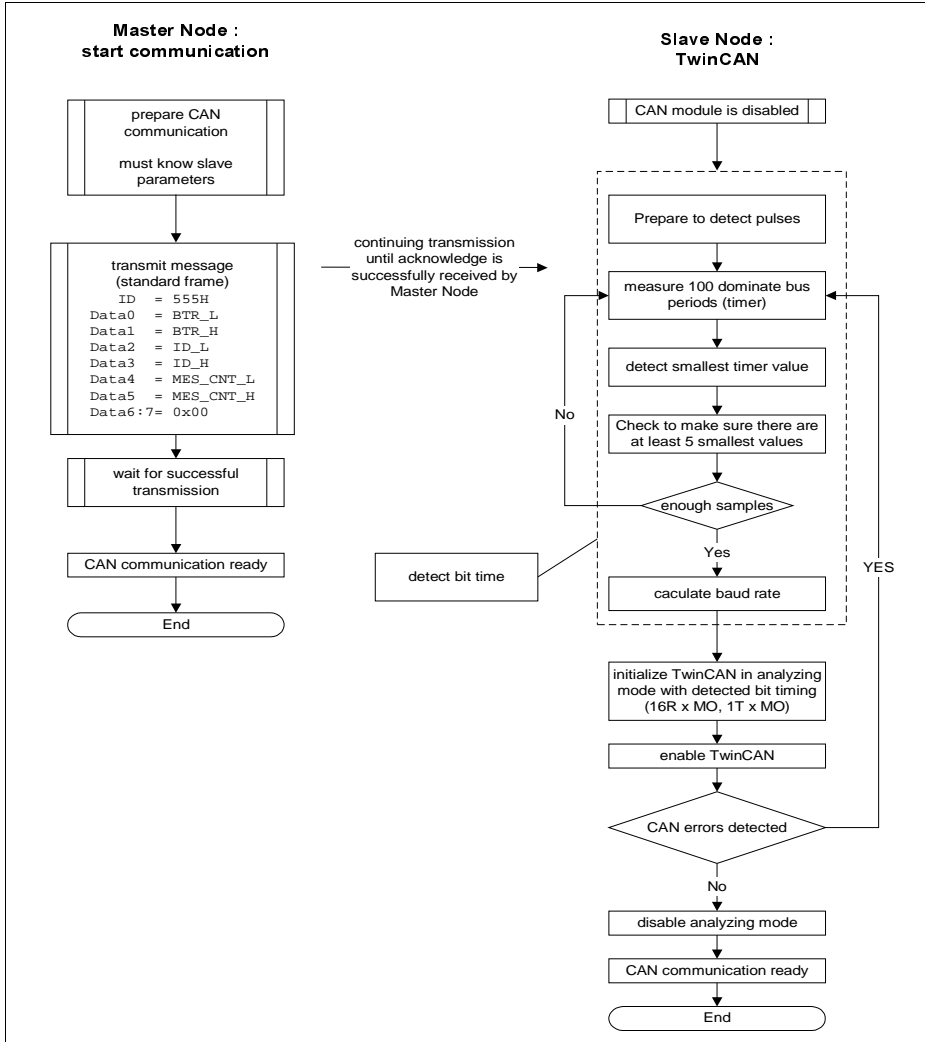 Master Node :
start communication
prepare CAN
communication
must know slave
parameters
transmit message
(standard frame)
ID = 555H
Data0 = BTR_L
Data1 = BTR_H
Data2 = ID_L
Data3 = ID_H
Data4 = MES_CNT_L
Data5 = MES_CNT_H
Data6:7= 0x00
wait for successful
transmission
CAN communication ready
End
continuing transmission
until acknowledge is
successfully received by
Master Node
Slave Node :
TwinCAN
CAN module is disabled
Prepare to detect pulses
measure 100 dominate bus
periods (timer)
detect smallest timer value
Check to make sure there are
at least 5 smallest values
No
enough samples
Yes
detect bit time
caculate baud rate
YES
initialize TwinCAN in analyzing
mode with detected bit timing
(16R x MO, 1T x MO)
enable TwinCAN
CAN errors detected
No
disable analyzing mode
CAN communication ready
End